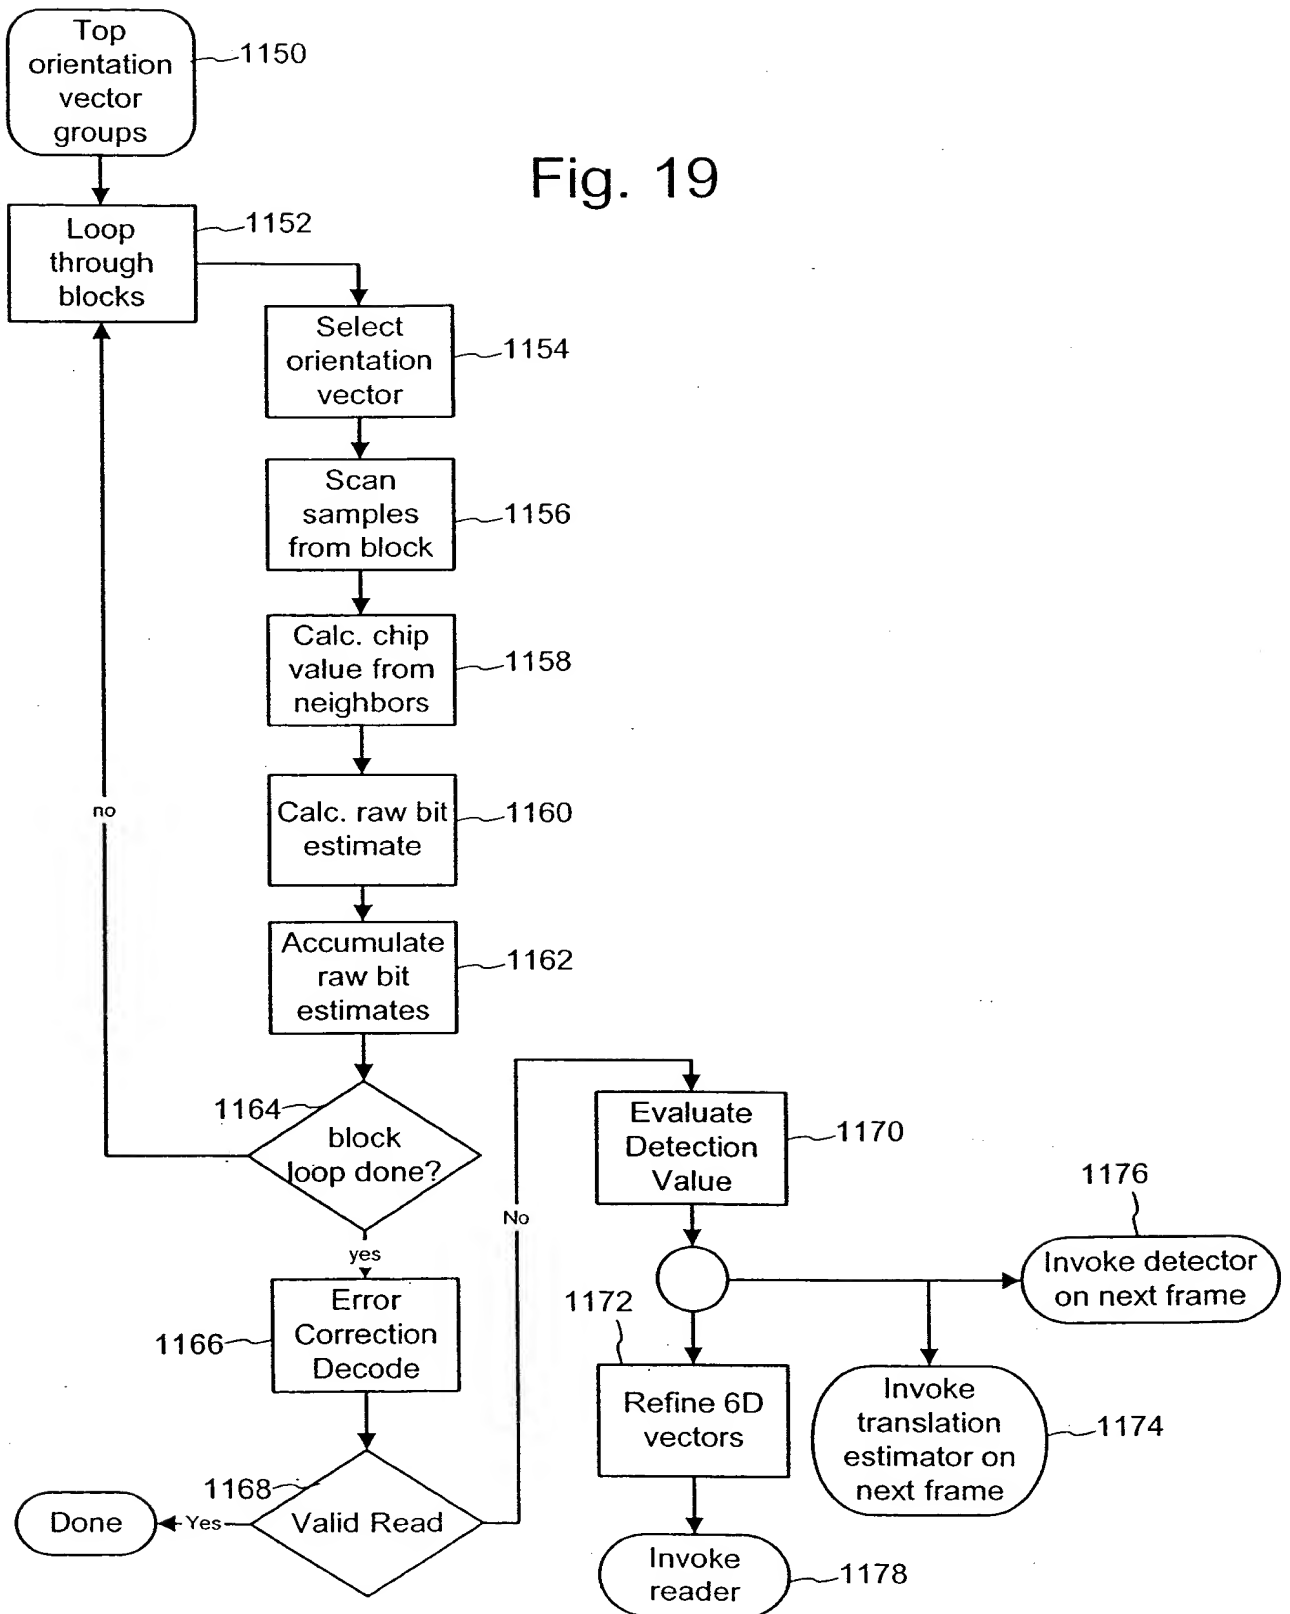 Top
orientation
vector
groups
1150
Fig. 19
Loop
through
blocks
1152
Select
orientation
vector
1154
Scan
samples
from block
1156
Calc. chip
value from
neighbors
1158
Calc. raw bit
estimate
1160
no
Accumulate
raw bit
estimates
1162
1164
block
loop done?
yes
Error
Correction
Decode
1166
1168
Valid Read
Yes
Done
No
Evaluate
Detection
Value
1170
1176
Invoke detector
on next frame
1172
Refine 6D
vectors
Invoke
translation
estimator on
next frame
1174
Invoke
reader
1178